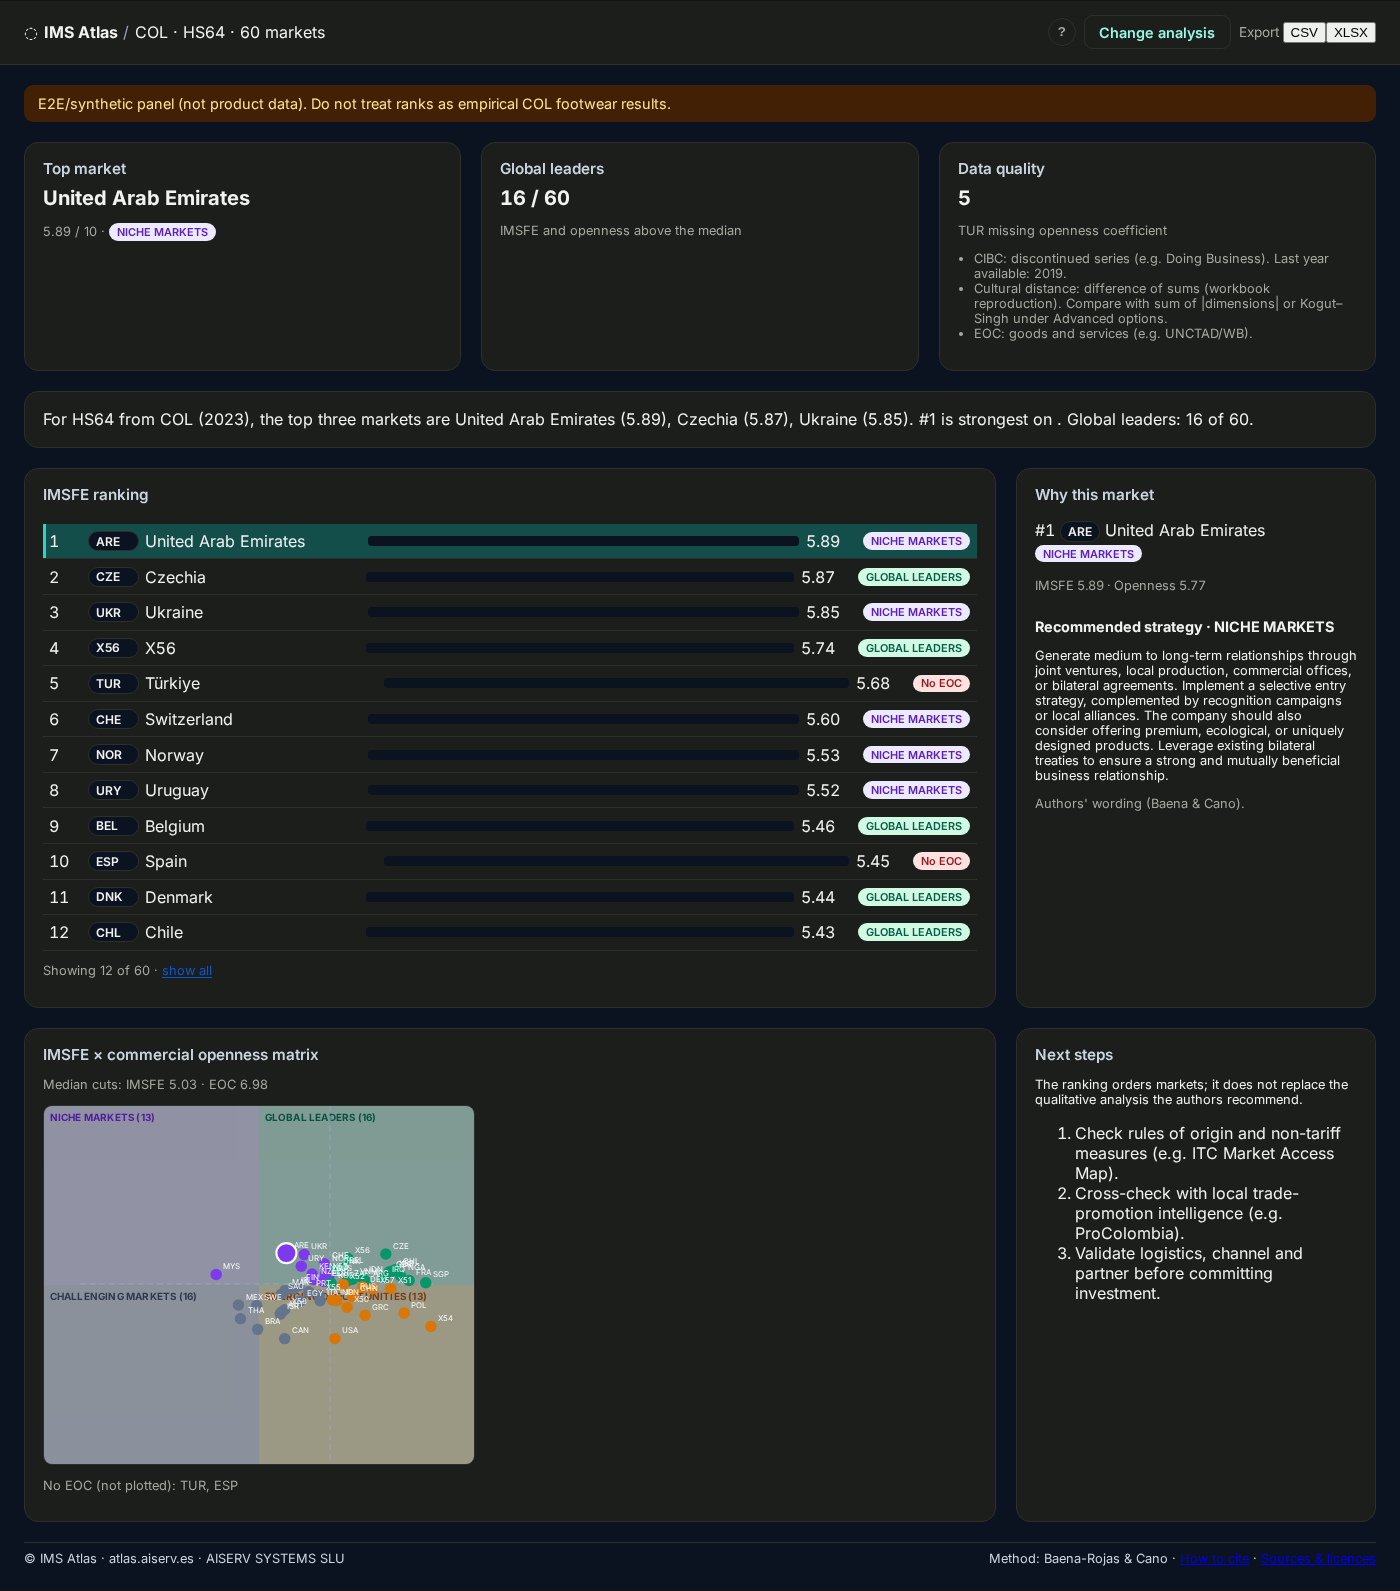 IMS Atlas / COL · HS64 · 60 markets
? Change analysis Export CSV XLSX
E2E/synthetic panel (not product data). Do not treat ranks as empirical COL footwear results.
Top market
United Arab Emirates
5.89 / 10 · NICHE MARKETS
Global leaders
16 / 60
IMSFE and openness above the median
Data quality
5
TUR missing openness coefficient
• CIBC: discontinued series (e.g. Doing Business). Last year
available: 2019.
• Cultural distance: difference of sums (workbook
reproduction). Compare with sum of |dimensions| or Kogut–
Singh under Advanced options.
• EOC: goods and services (e.g. UNCTAD/WB).
For HS64 from COL (2023), the top three markets are United Arab Emirates (5.89), Czechia (5.87), Ukraine (5.85). #1 is strongest on . Global leaders: 16 of 60.
IMSFE ranking
1 ARE United Arab Emirates 5.89 NICHE MARKETS
2 CZE Czechia 5.87 GLOBAL LEADERS
3 UKR Ukraine 5.85 NICHE MARKETS
4 X56 X56 5.74 GLOBAL LEADERS
5 TUR Türkiye 5.68 No EOC
6 CHE Switzerland 5.60 NICHE MARKETS
7 NOR Norway 5.53 NICHE MARKETS
8 URY Uruguay 5.52 NICHE MARKETS
9 BEL Belgium 5.46 GLOBAL LEADERS
10 ESP Spain 5.45 No EOC
11 DNK Denmark 5.44 GLOBAL LEADERS
12 CHL Chile 5.43 GLOBAL LEADERS
Showing 12 of 60 · show all
Why this market
#1 ARE United Arab Emirates
NICHE MARKETS
IMSFE 5.89 · Openness 5.77
Recommended strategy · NICHE MARKETS
Generate medium to long-term relationships through
joint ventures, local production, commercial offices,
or bilateral agreements. Implement a selective entry
strategy, complemented by recognition campaigns
or local alliances. The company should also
consider offering premium, ecological, or uniquely
designed products. Leverage existing bilateral
treaties to ensure a strong and mutually beneficial
business relationship.
Authors' wording (Baena & Cano).
IMSFE × commercial openness matrix
Median cuts: IMSFE 5.03 · EOC 6.98
NICHE MARKETS (13)
GLOBAL LEADERS (16)
ARE
UKR
X56
CZE
URY
MYS
FRA
SGP
CHALLENGING MARKETS (16)
EGY
MEX
SWE
THA
BRA
CAN
USA
GRC
POL
X54
No EOC (not plotted): TUR, ESP
Next steps
The ranking orders markets; it does not replace the
qualitative analysis the authors recommend.
1. Check rules of origin and non-tariff
measures (e.g. ITC Market Access
Map).
2. Cross-check with local trade-
promotion intelligence (e.g.
ProColombia).
3. Validate logistics, channel and
partner before committing
investment.
© IMS Atlas · atlas.aiserv.es · AISERV SYSTEMS SLU
Method: Baena-Rojas & Cano · How to cite · Sources & licences